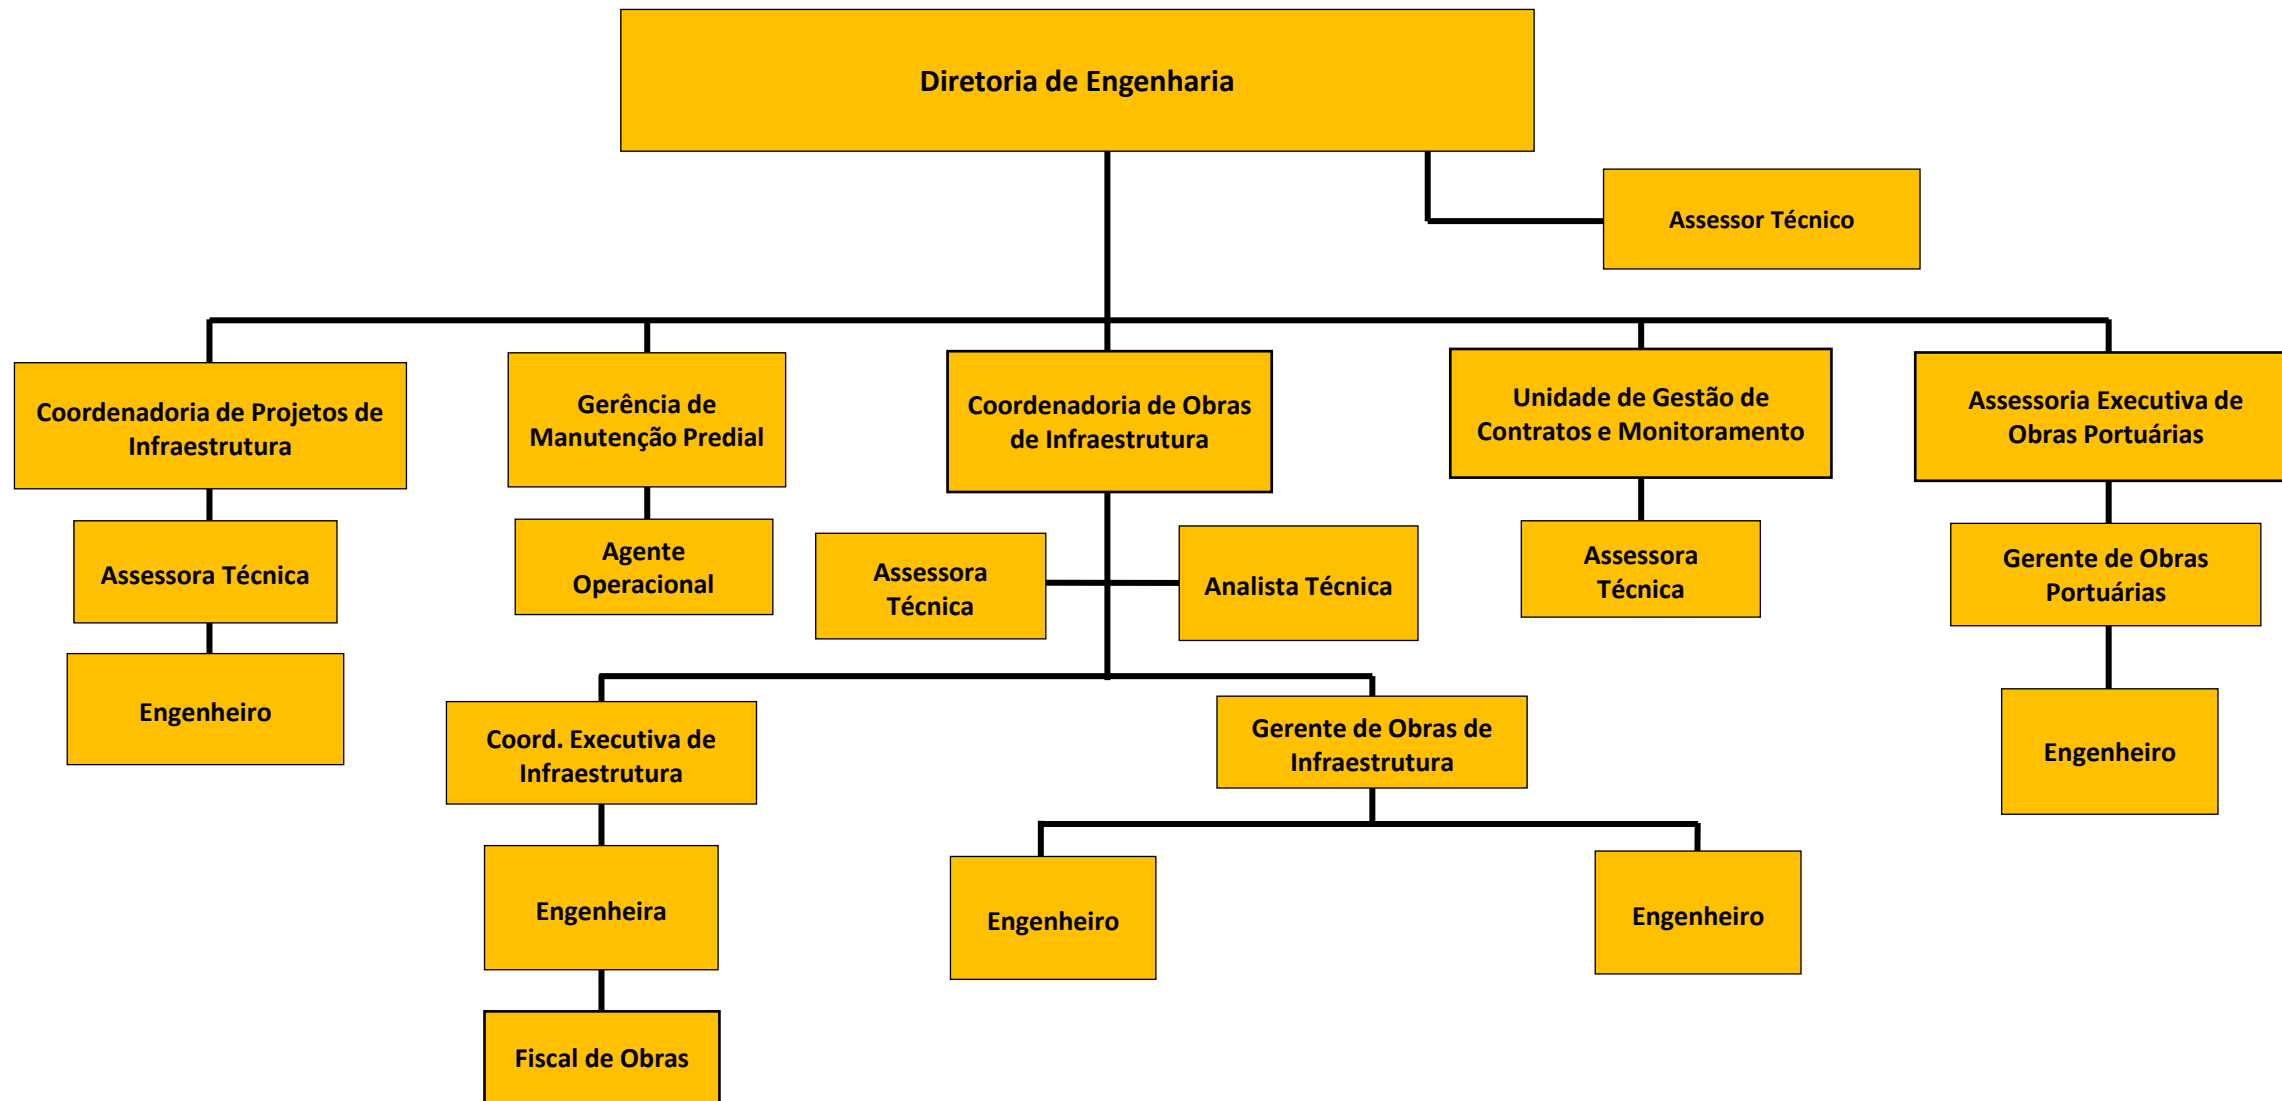 Diretoria de Engenharia
Assessor Técnico
Coordenadoria de Projetos de
Infraestrutura
Gerência de
Manutenção Predial
Coordenadoria de Obras
de Infraestrutura
Unidade de Gestão de
Contratos e Monitoramento
Assessoria Executiva de
Obras Portuárias
Assessora Técnica
Agente
Operacional
Assessora
Técnica
Analista Técnica
Assessora
Técnica
Gerente de Obras
Portuárias
Engenheiro
Coord. Executiva de
Infraestrutura
Gerente de Obras de
Infraestrutura
Engenheiro
Engenheira
Engenheiro
Engenheiro
Fiscal de Obras